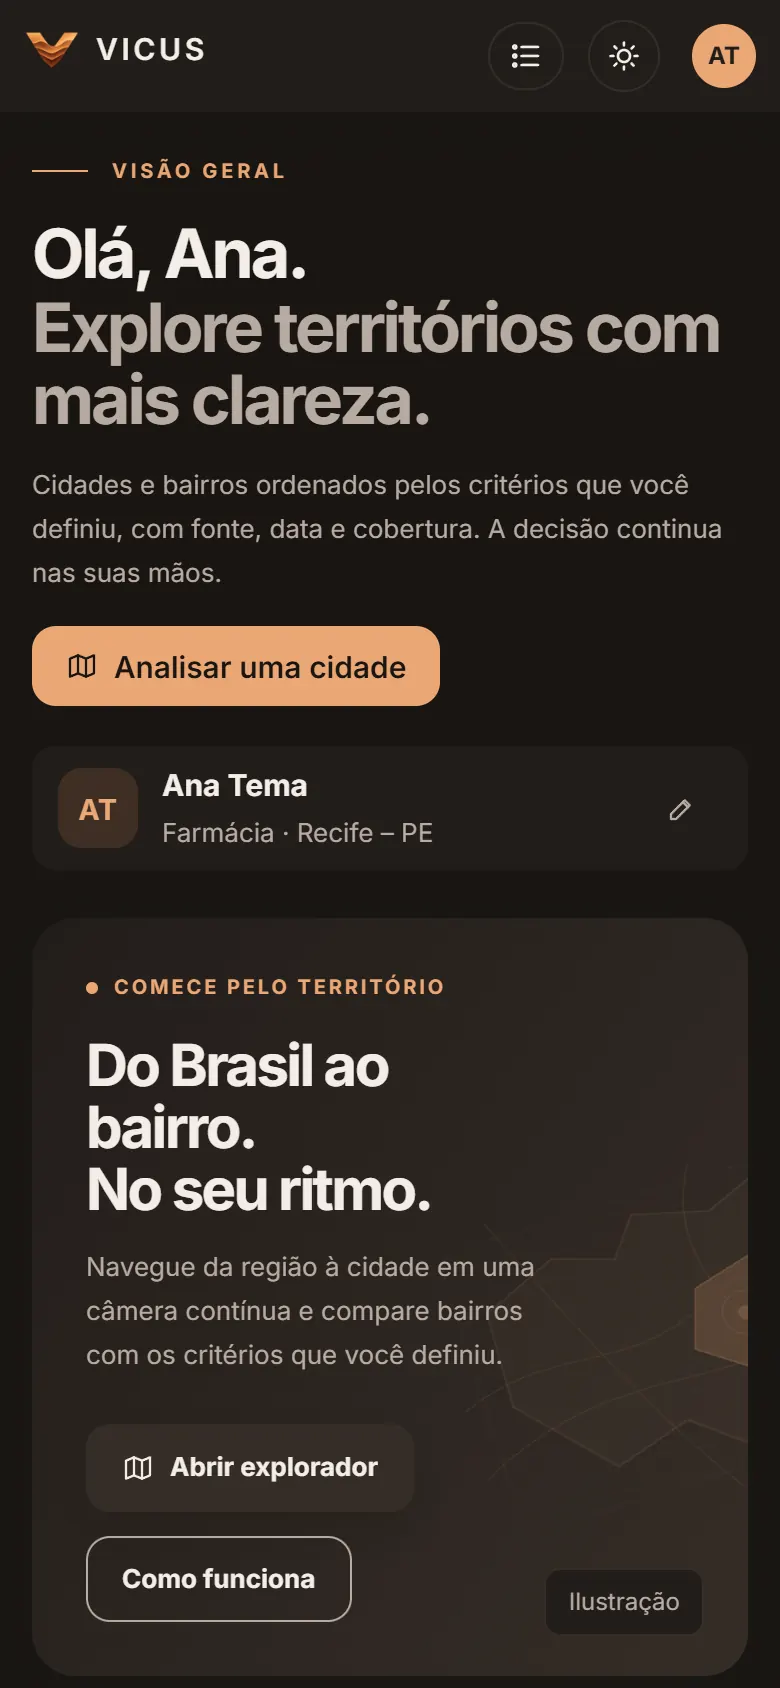 VICUS
AT
VISÃO GERAL
Olá, Ana.
Explore territórios com
mais clareza.
Cidades e bairros ordenados pelos critérios que você
definiu, com fonte, data e cobertura. A decisão continua
nas suas mãos.
Analisar uma cidade
AT
Ana Tema
Farmácia · Recife – PE
COMECE PELO TERRITÓRIO
Do Brasil ao
bairro.
No seu ritmo.
Navegue da região à cidade em uma
câmera contínua e compare bairros
com os critérios que você definiu.
Abrir explorador
Como funciona
Ilustração